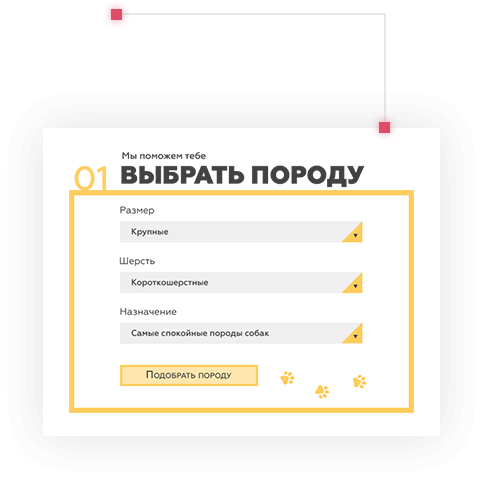 Мы поможем тебе
01 ВЫБРАТЬ ПОРОДУ
Размер
Крупные
Шерсть
Короткошерстные
Назначение
Самые спокойные породы собак
Подобрать породу